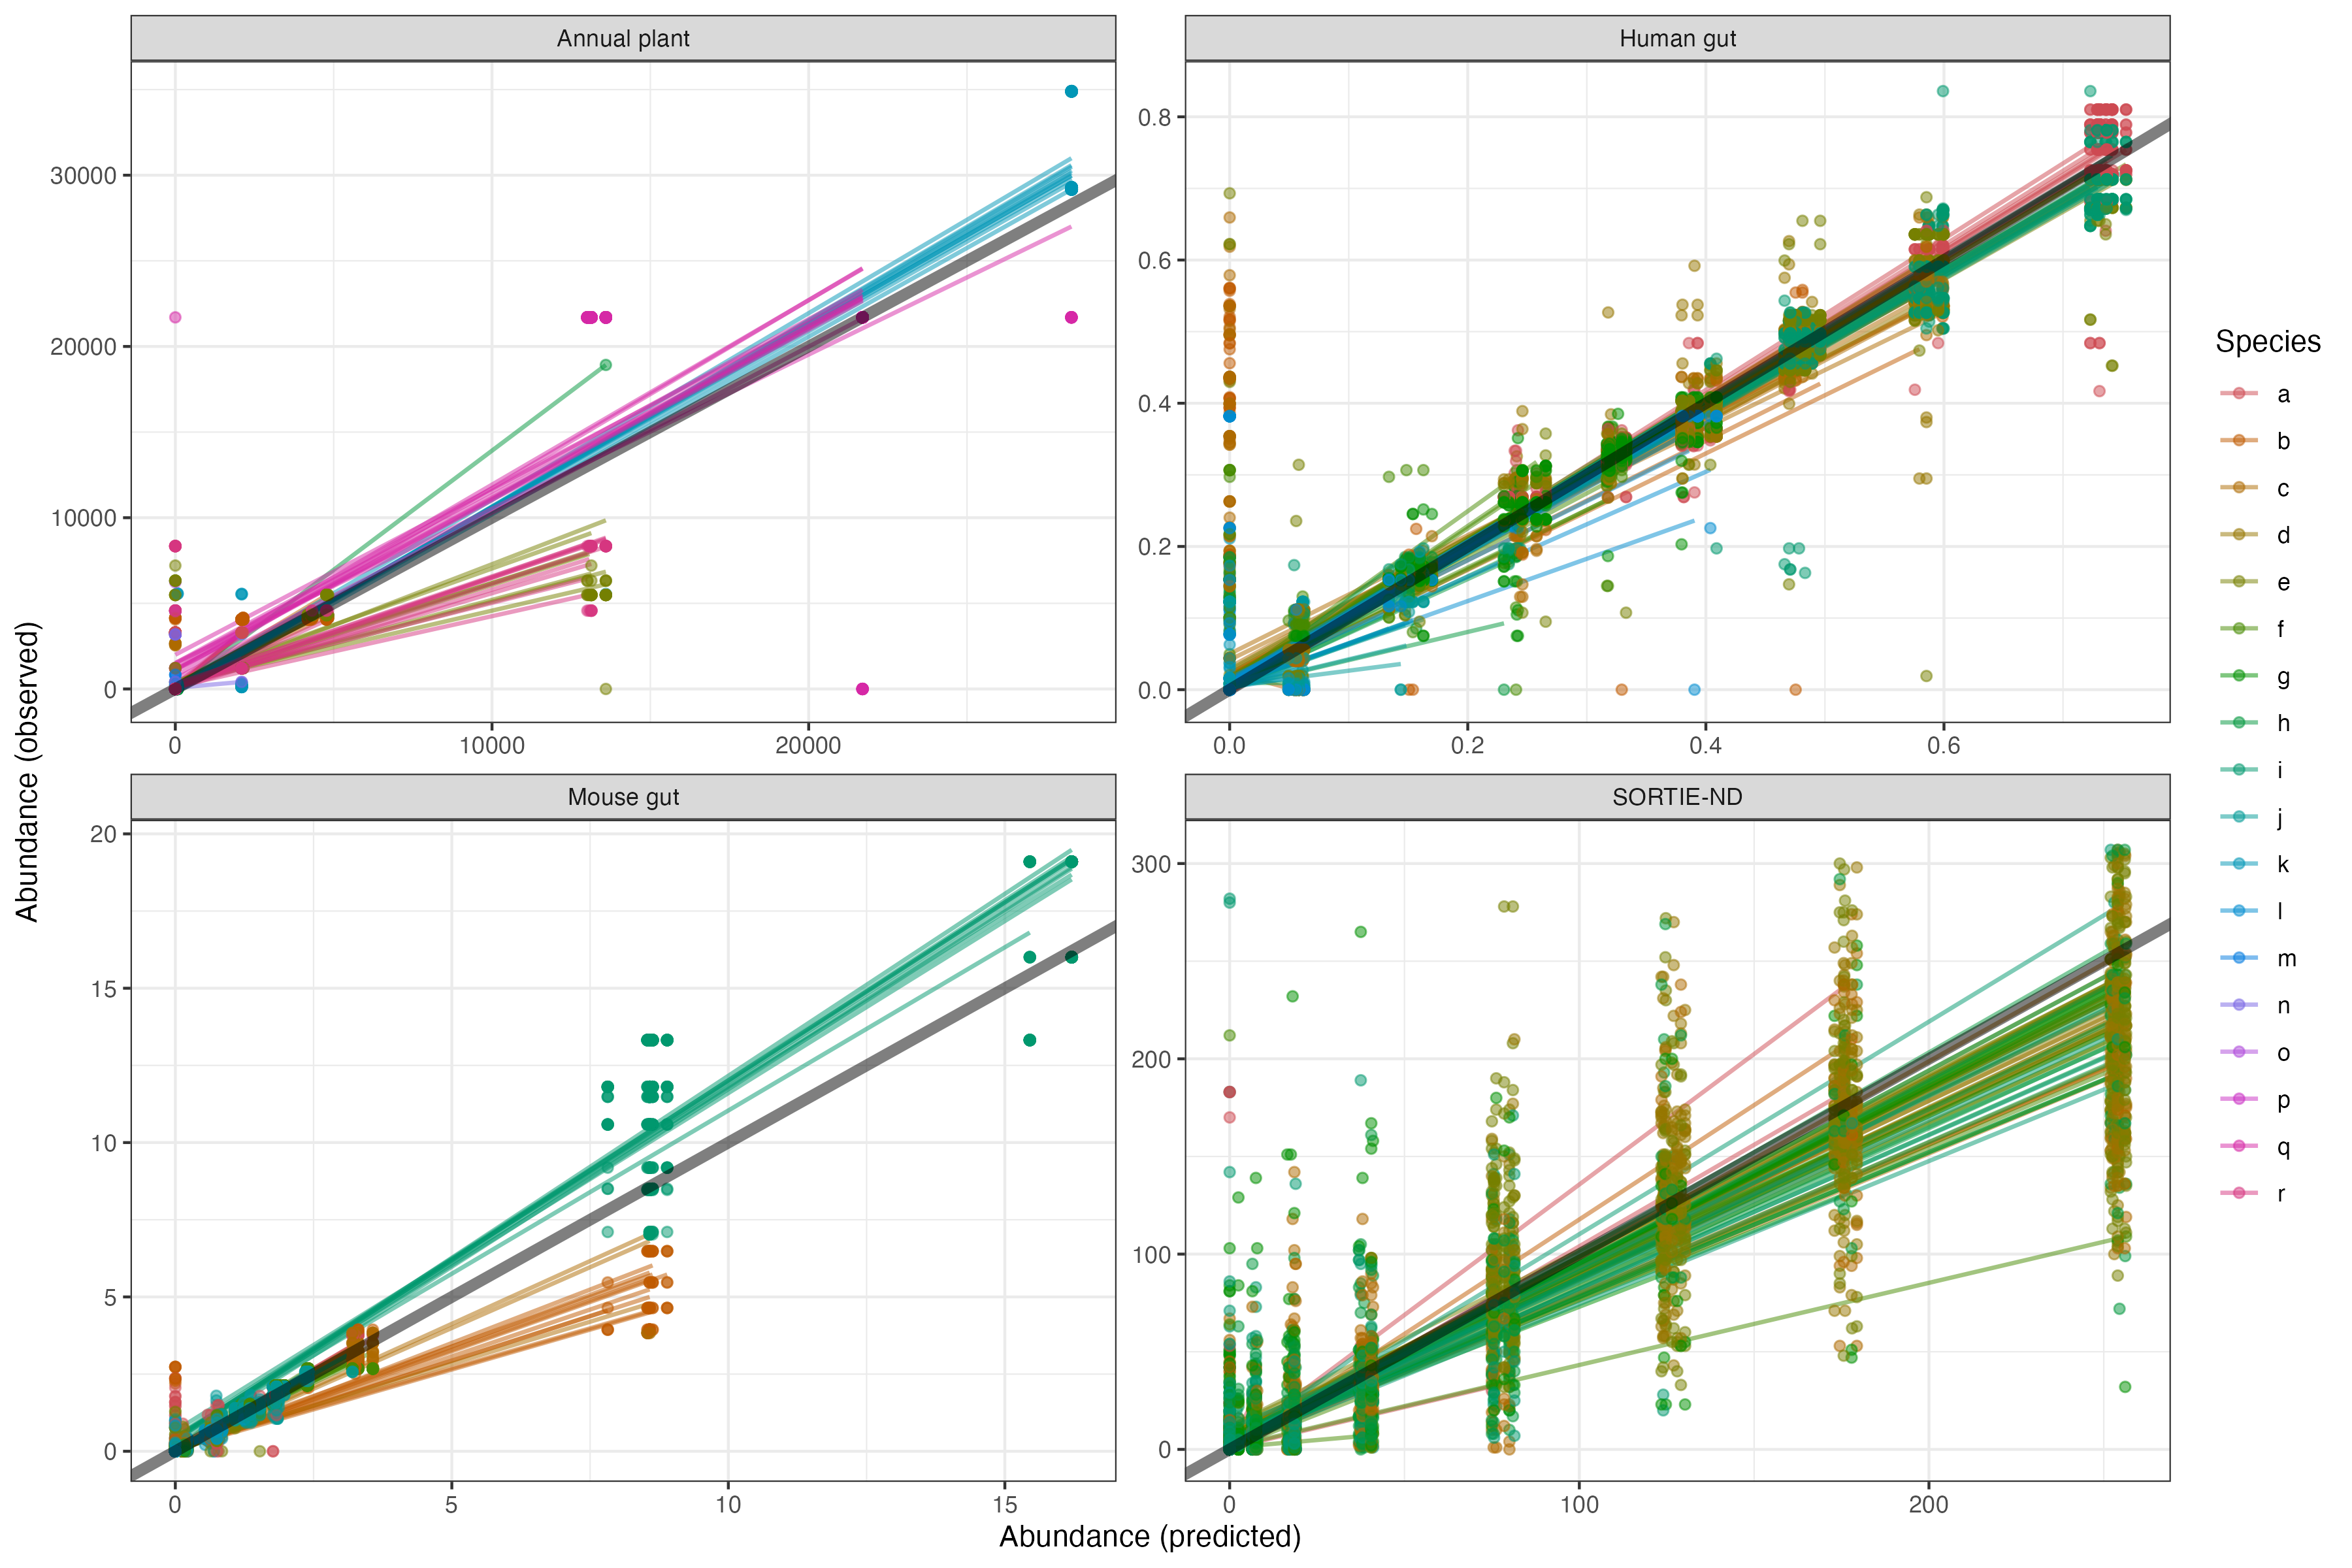 Annual plant
Human gut
30000
20000
10000
0
0
10000
20000
0.8
0.6
0.4
0.2
0.0
0.0
0.2
0.4
0.6
Abundance (observed)
Mouse gut
SORTIE-ND
20
15
10
5
0
0
5
10
15
300
200
100
0
0
100
200
Abundance (predicted)
Species
a
b
c
d
e
f
g
h
i
j
k
l
m
n
o
p
q
r